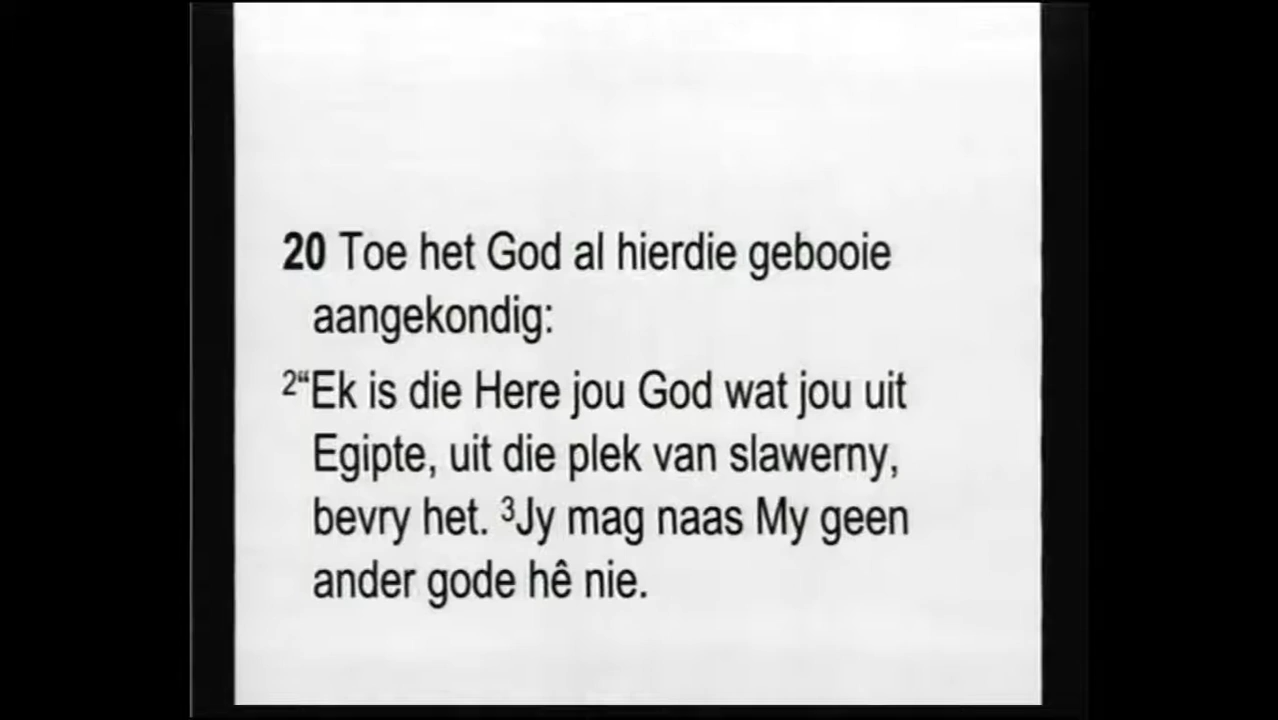 20 Toe het God al hierdie gebooie
aangekondig:
2“Ek is die Here jou God wat jou uit
Egipte, uit die plek van slawerny,
bevry het. 3Jy mag naas My geen
ander gode hê nie.